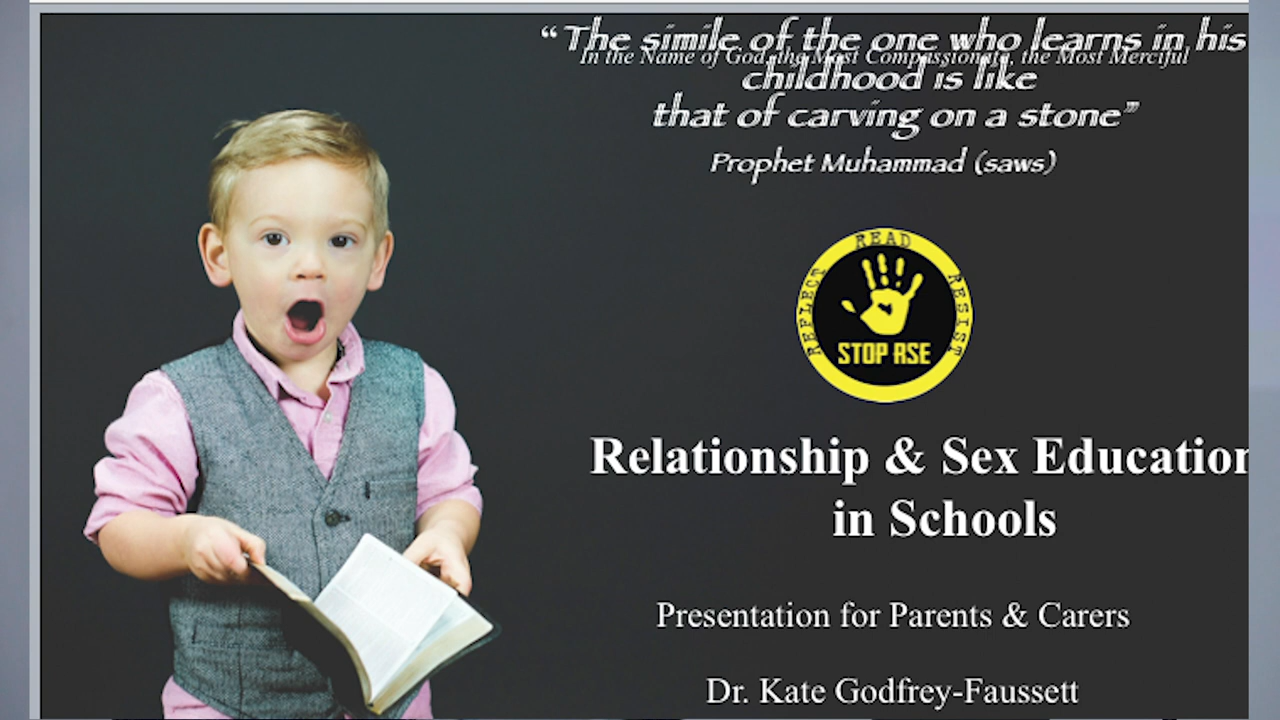 “The simile of the one who learns in his
In the Name of God, the Most Compassionate, the Most Merciful
childhood is like
that of carving on a stone”
Prophet Muhammad (saws)
REFLECT READ RESIST
STOP RSE
Relationship & Sex Education
in Schools
Presentation for Parents & Carers
Dr. Kate Godfrey-Faussett